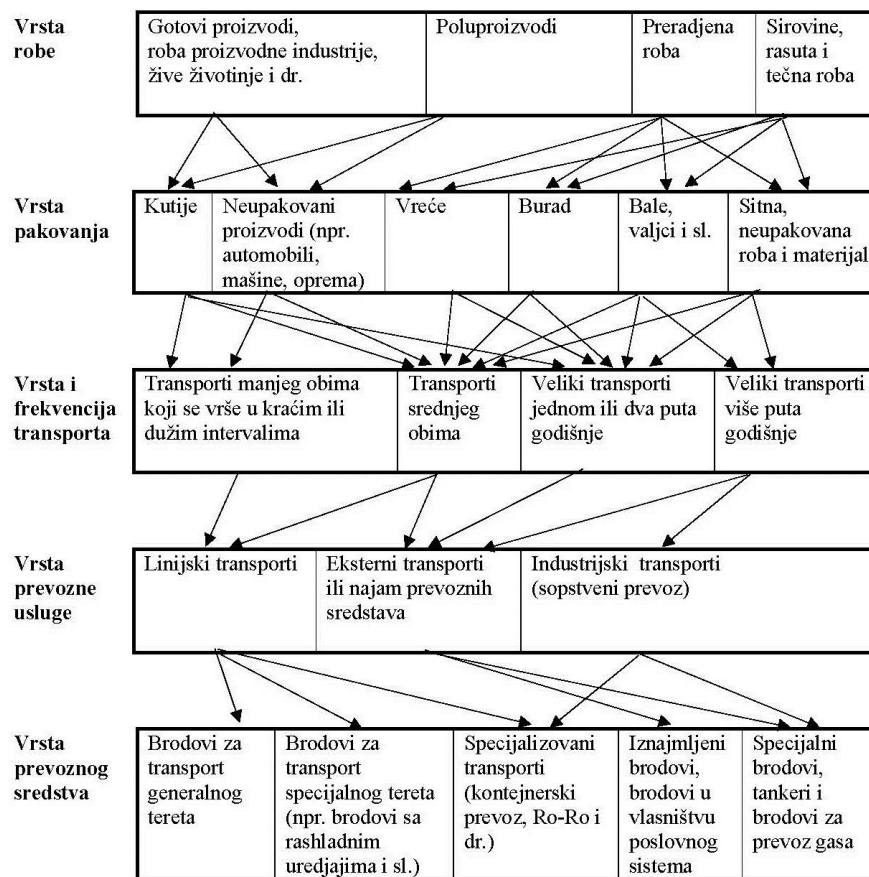 Vrsta
robe
Gotovi proizvodi,
roba proizvodne industrije,
žive životinje i dr.
Poluproizvodi
Preradjena
roba
Sirovine,
rasuta i
tečna roba
Vrsta
pakovanja
Kutije
Neupakovani
proizvodi (npr.
automobili,
mašine, oprema)
Vreće
Burad
Bale,
valjci i sl.
Sitna,
neupakovana
roba i materijal
Vrsta i
frekvencija
transporta
Transporti manjeg obima
koji se vrše u kraćim ili
dužim intervalima
Transporti
srednjeg
obima
Veliki transporti
jednom ili dva puta
godišnje
Veliki transporti
više puta
godišnje
Vrsta
prevozne
usluge
Linijski transporti
Eksterni transporti
ili najam prevoznih
sredstava
Industrijski transporti
(sopstveni prevoz)
Vrsta
prevoznog
sredstva
Brodovi za
transport
generalnog
tereta
Brodovi za
transport
specijalnog tereta
(npr. brodovi sa
rashladnim
uredjajima i sl.)
Specijalizovani
transporti
(kontejnerski
prevoz, Ro-Ro i
dr.)
Iznajmljeni
brodovi,
brodovi u
vlasništvu
poslovnog
sistema
Specijalni
brodovi,
tankeri i
brodovi za
prevoz gasa